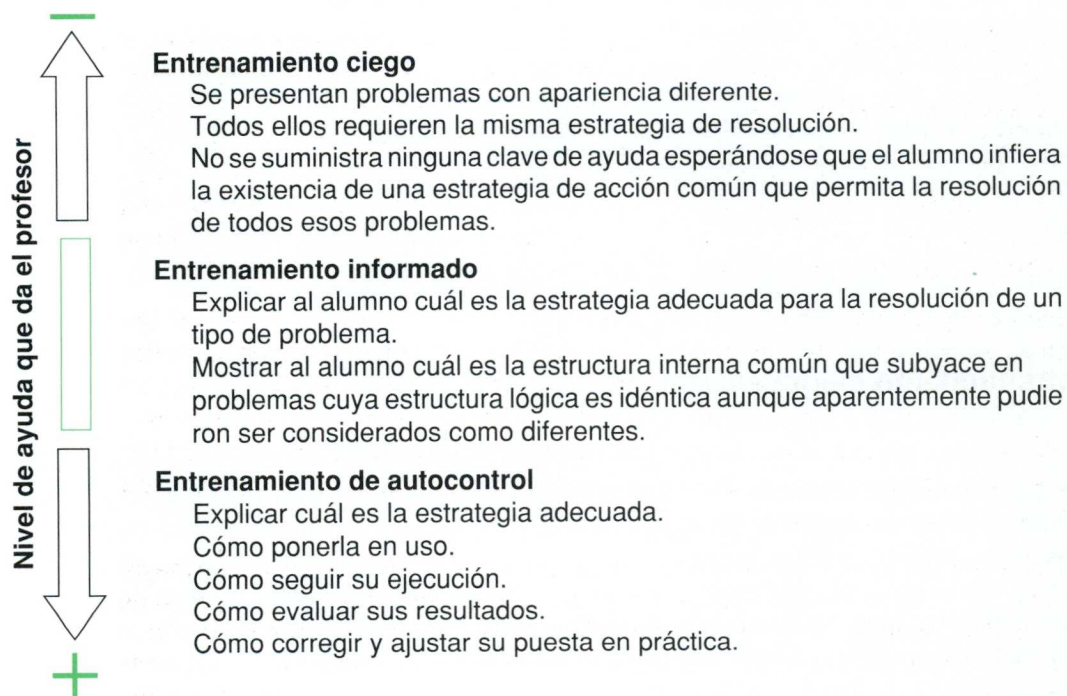 −
Nivel de ayuda que da el profesor
Entrenamiento ciego
Se presentan problemas con apariencia diferente.
Todos ellos requieren la misma estrategia de resolución.
No se suministra ninguna clave de ayuda esperándose que el alumno infiera
la existencia de una estrategia de acción común que permita la resolución
de todos esos problemas.
Entrenamiento informado
Explicar al alumno cuál es la estrategia adecuada para la resolución de un
tipo de problema.
Mostrar al alumno cuál es la estructura interna común que subyace en
problemas cuya estructura lógica es idéntica aunque aparentemente pudie
ron ser considerados como diferentes.
Entrenamiento de autocontrol
Explicar cuál es la estrategia adecuada.
Cómo ponerla en uso.
Cómo seguir su ejecución.
Cómo evaluar sus resultados.
Cómo corregir y ajustar su puesta en práctica.
+